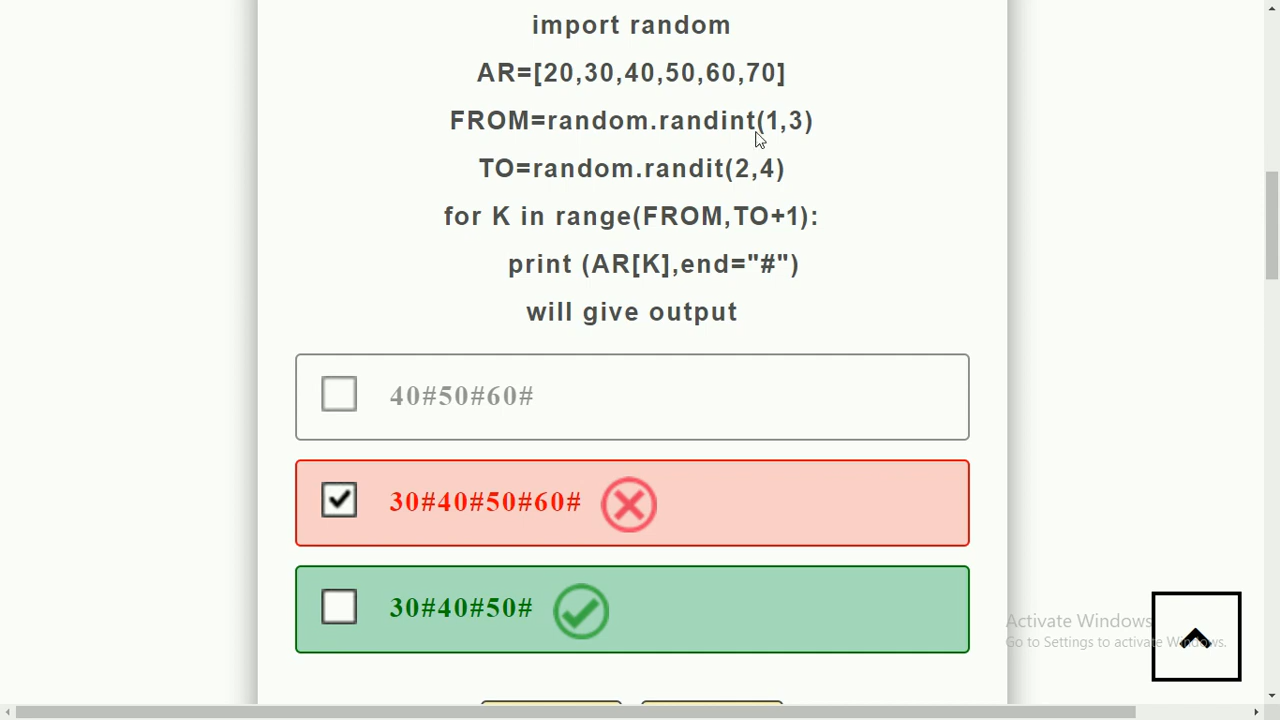 import random
AR=[20,30,40,50,60,70]
FROM=random.randint(1,3)
TO=random.randit(2,4)
for K in range(FROM,TO+1):
print (AR[K],end="#")
will give output
40#50#60#
30#40#50#60#
30#40#50#
Activate Windows
Go to Settings to activate Windows.